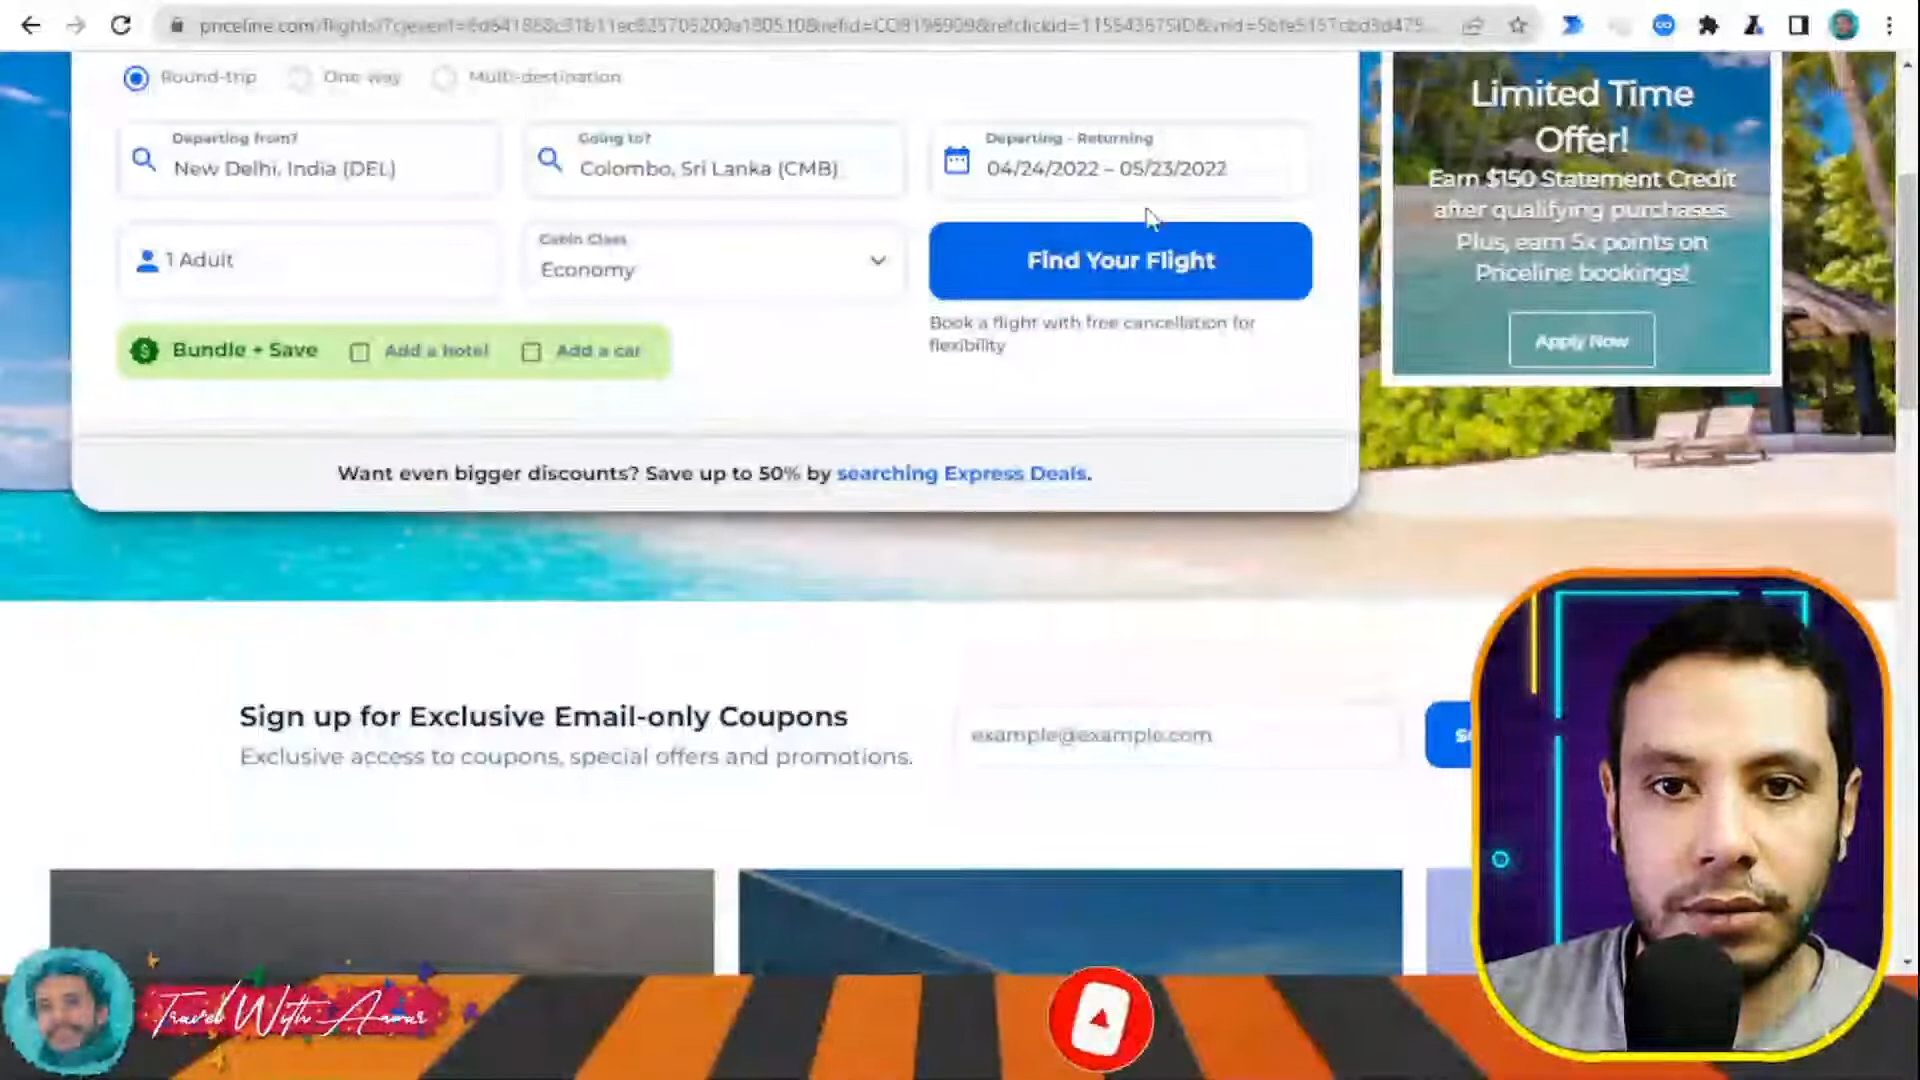 Round-trip
One-way
Multi-destination
Departing from?
New Delhi, India (DEL)
Going to?
Colombo, Sri Lanka (CMB)
Departing - Returning
04/24/2022 – 05/23/2022
1 Adult
Cabin Class
Economy
Find Your Flight
Book a flight with free cancellation for
flexibility
Bundle + Save
Add a hotel
Add a car
Want even bigger discounts? Save up to 50% by searching Express Deals.
Limited Time
Offer!
Earn $150 Statement Credit
after qualifying purchases.
Plus, earn 5x points on
Priceline bookings!
Apply Now
Sign up for Exclusive Email-only Coupons
Exclusive access to coupons, special offers and promotions.
example@example.com
Travel With